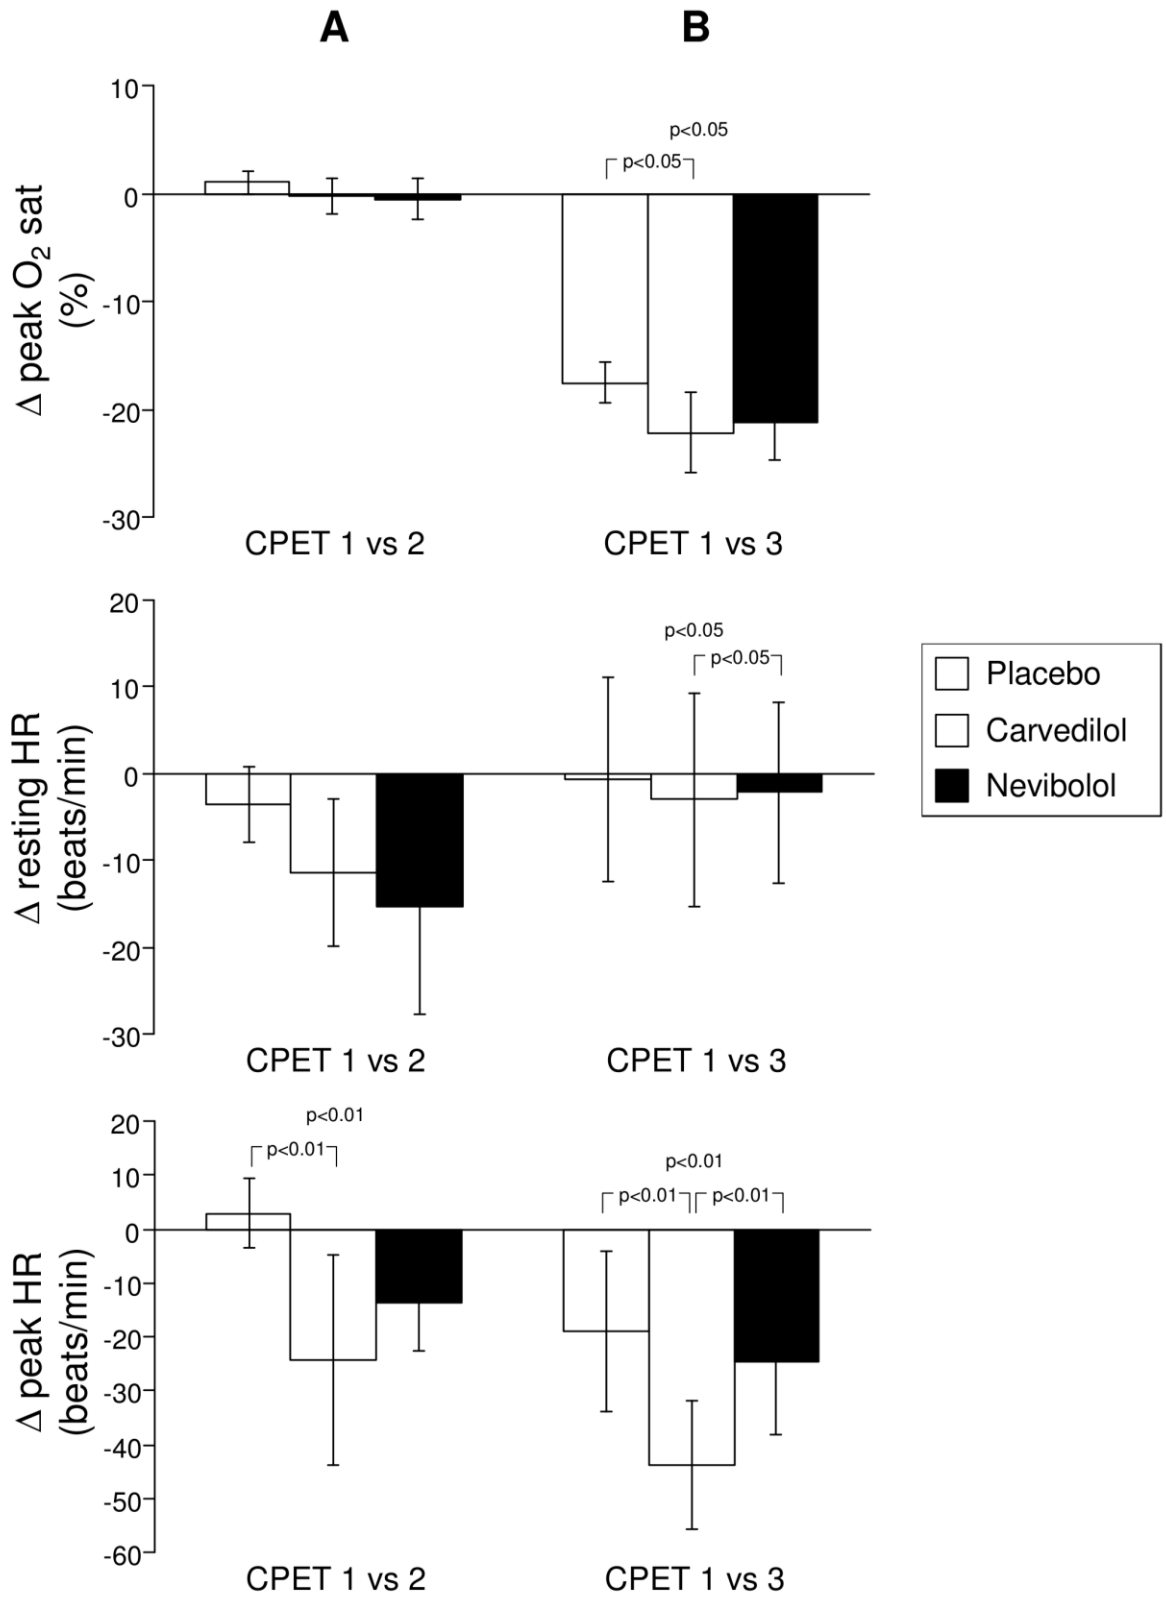 A
B
10
0
-10
-20
-30
Δ peak O2 sat
(%)
p<0.05
p<0.05
CPET 1 vs 2
CPET 1 vs 3
20
10
0
-10
-20
-30
Δ resting HR
(beats/min)
p<0.05
p<0.05
CPET 1 vs 2
CPET 1 vs 3
Placebo
Carvedilol
Nevibolol
20
10
0
-10
-20
-30
-40
-50
-60
Δ peak HR
(beats/min)
p<0.01
p<0.01
p<0.01
p<0.01 p<0.01
CPET 1 vs 2
CPET 1 vs 3